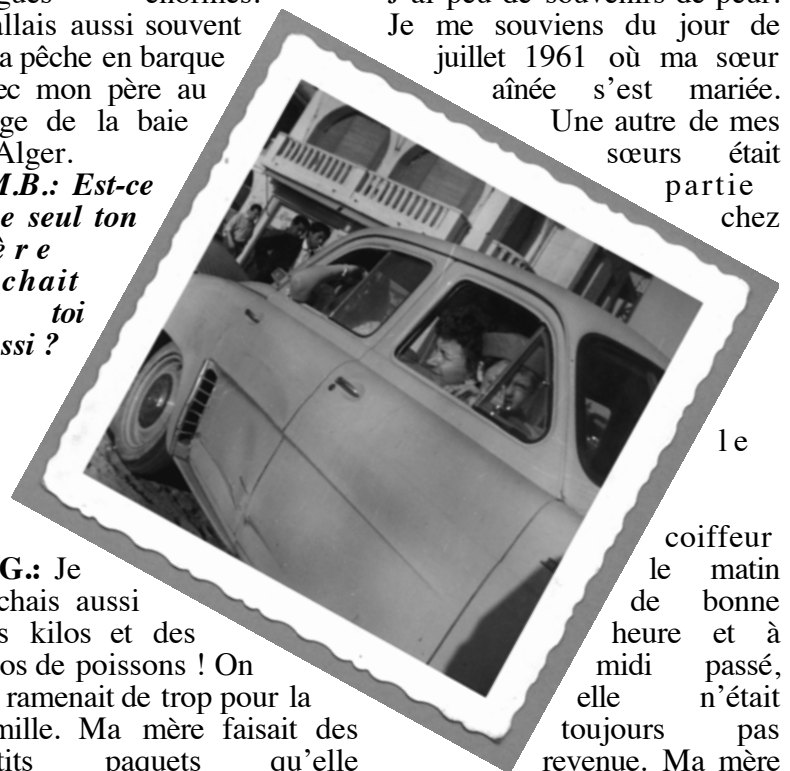 gues énormes.
allais aussi souvent
a pêche en barque
ec mon père au
ge de la baie
Alger.
M.B.: Est-ce
e seul ton
è r e
chait
toi
ssi ?
G.: Je
chais aussi
s kilos et des
os de poissons ! On
ramenait de trop pour la
mille. Ma mère faisait des
tits paquets qu’elle
J’ai peu de souvenirs de peur.
Je me souviens du jour de
juillet 1961 où ma sœur
aînée s’est mariée.
Une autre de mes
sœurs était
partie
chez
le
coiffeur
le matin
de bonne
heure et à
midi passé,
elle n’était
toujours pas
revenue. Ma mère